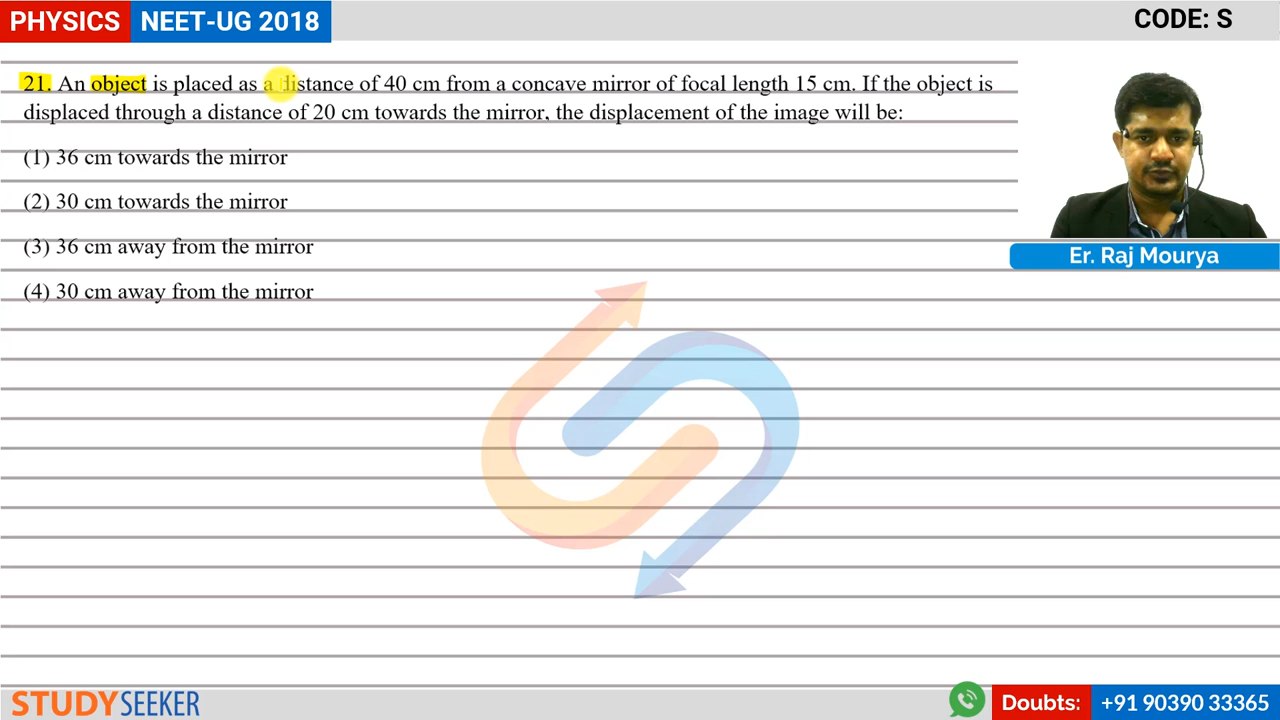 PHYSICS NEET-UG 2018 CODE: S
21. An object is placed as a distance of 40 cm from a concave mirror of focal length 15 cm. If the object is
displaced through a distance of 20 cm towards the mirror, the displacement of the image will be:
(1) 36 cm towards the mirror
(2) 30 cm towards the mirror
(3) 36 cm away from the mirror
(4) 30 cm away from the mirror
Er. Raj Mourya
STUDY SEEKER Doubts: +91 90390 33365